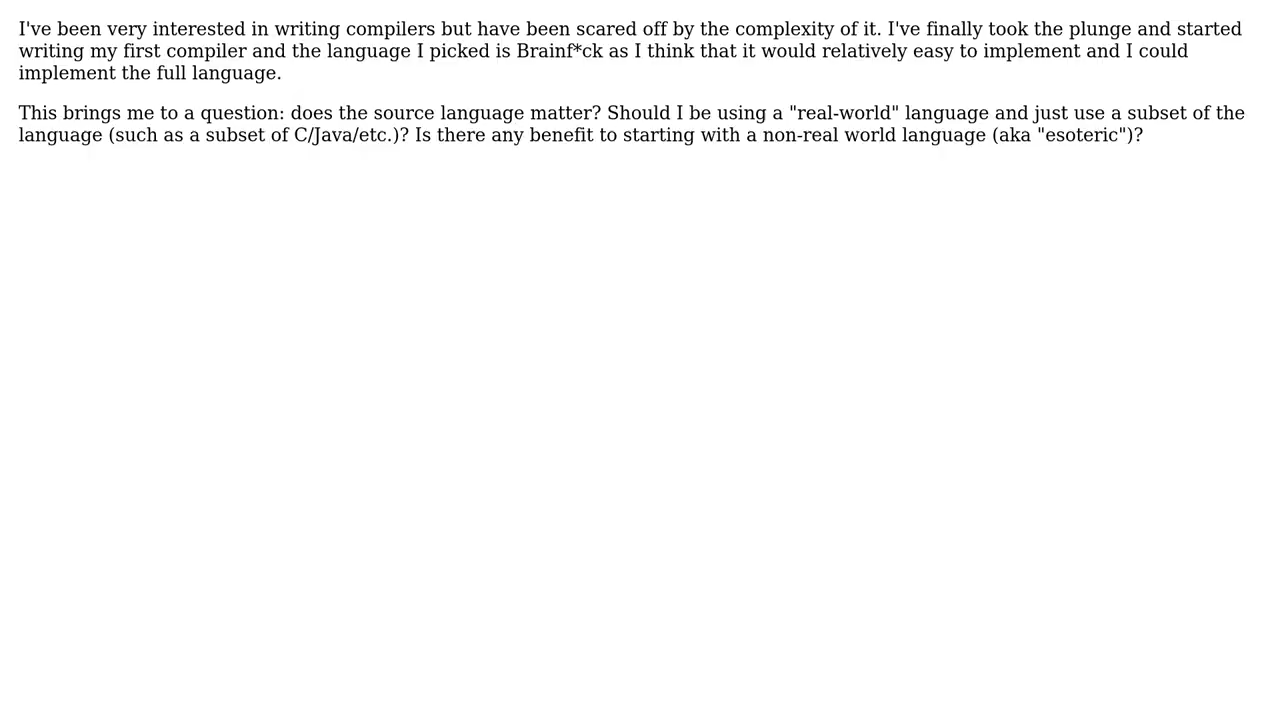 I've been very interested in writing compilers but have been scared off by the complexity of it. I've finally took the plunge and started
writing my first compiler and the language I picked is Brainf*ck as I think that it would relatively easy to implement and I could
implement the full language.
This brings me to a question: does the source language matter? Should I be using a "real-world" language and just use a subset of the
language (such as a subset of C/Java/etc.)? Is there any benefit to starting with a non-real world language (aka "esoteric")?